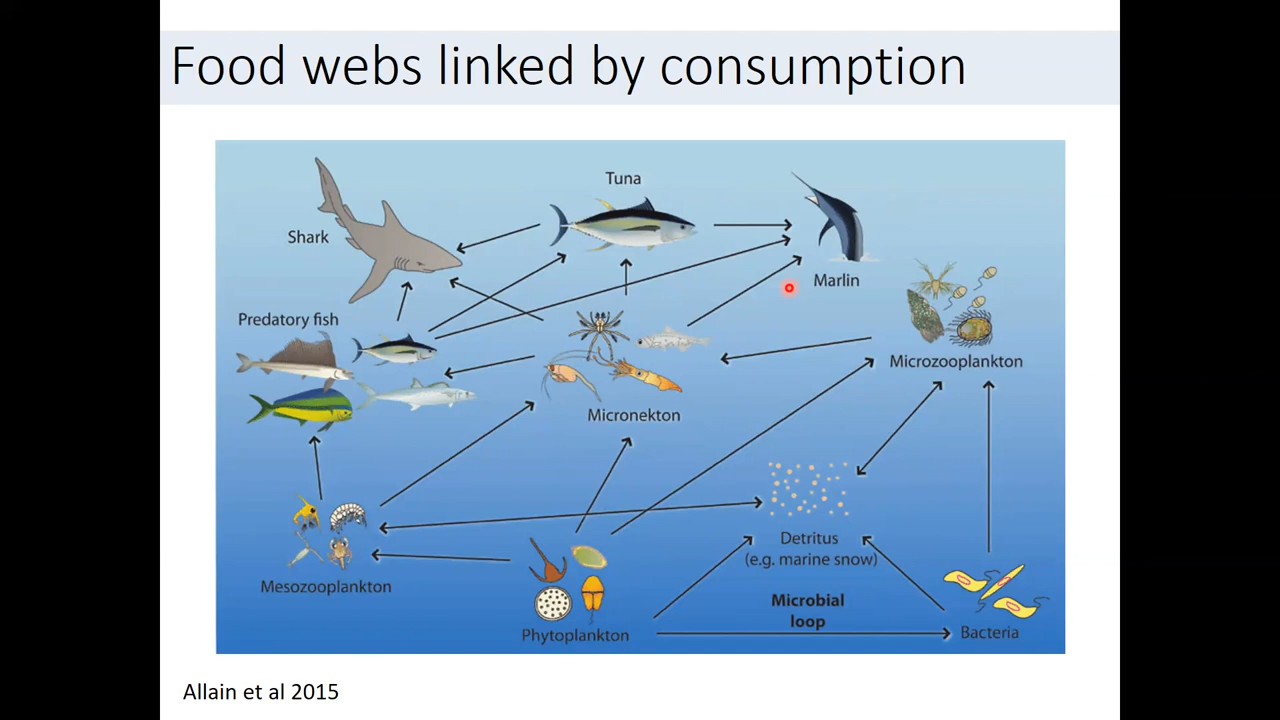 Food webs linked by consumption
Tuna
Shark
Marlin
Predatory fish
Microzooplankton
Micronekton
Detritus
(e.g. marine snow)
Mesozooplankton
Microbial
loop
Phytoplankton
Bacteria
Allain et al 2015